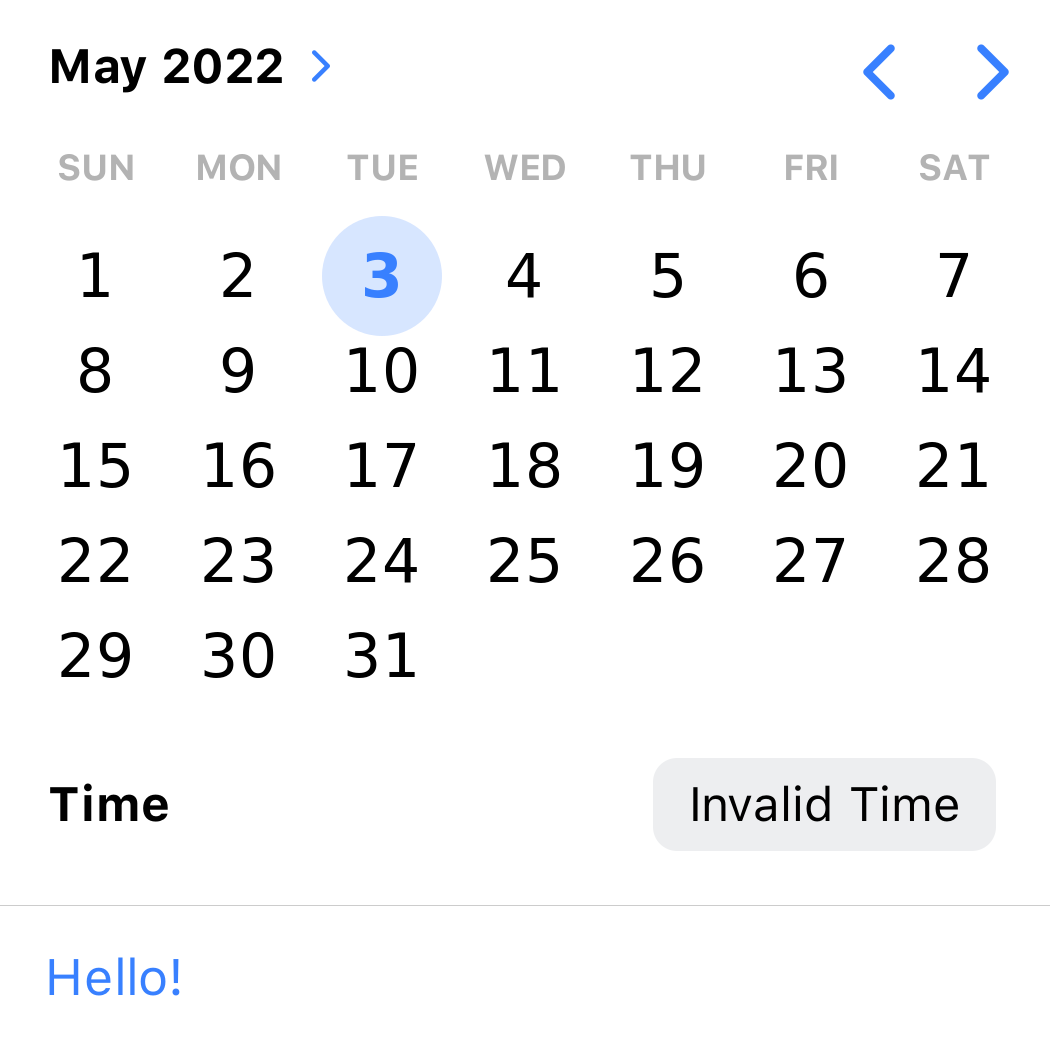 May 2022
SUN MON TUE WED THU FRI SAT
1 2 3 4 5 6 7
8 9 10 11 12 13 14
15 16 17 18 19 20 21
22 23 24 25 26 27 28
29 30 31
Time Invalid Time
Hello!